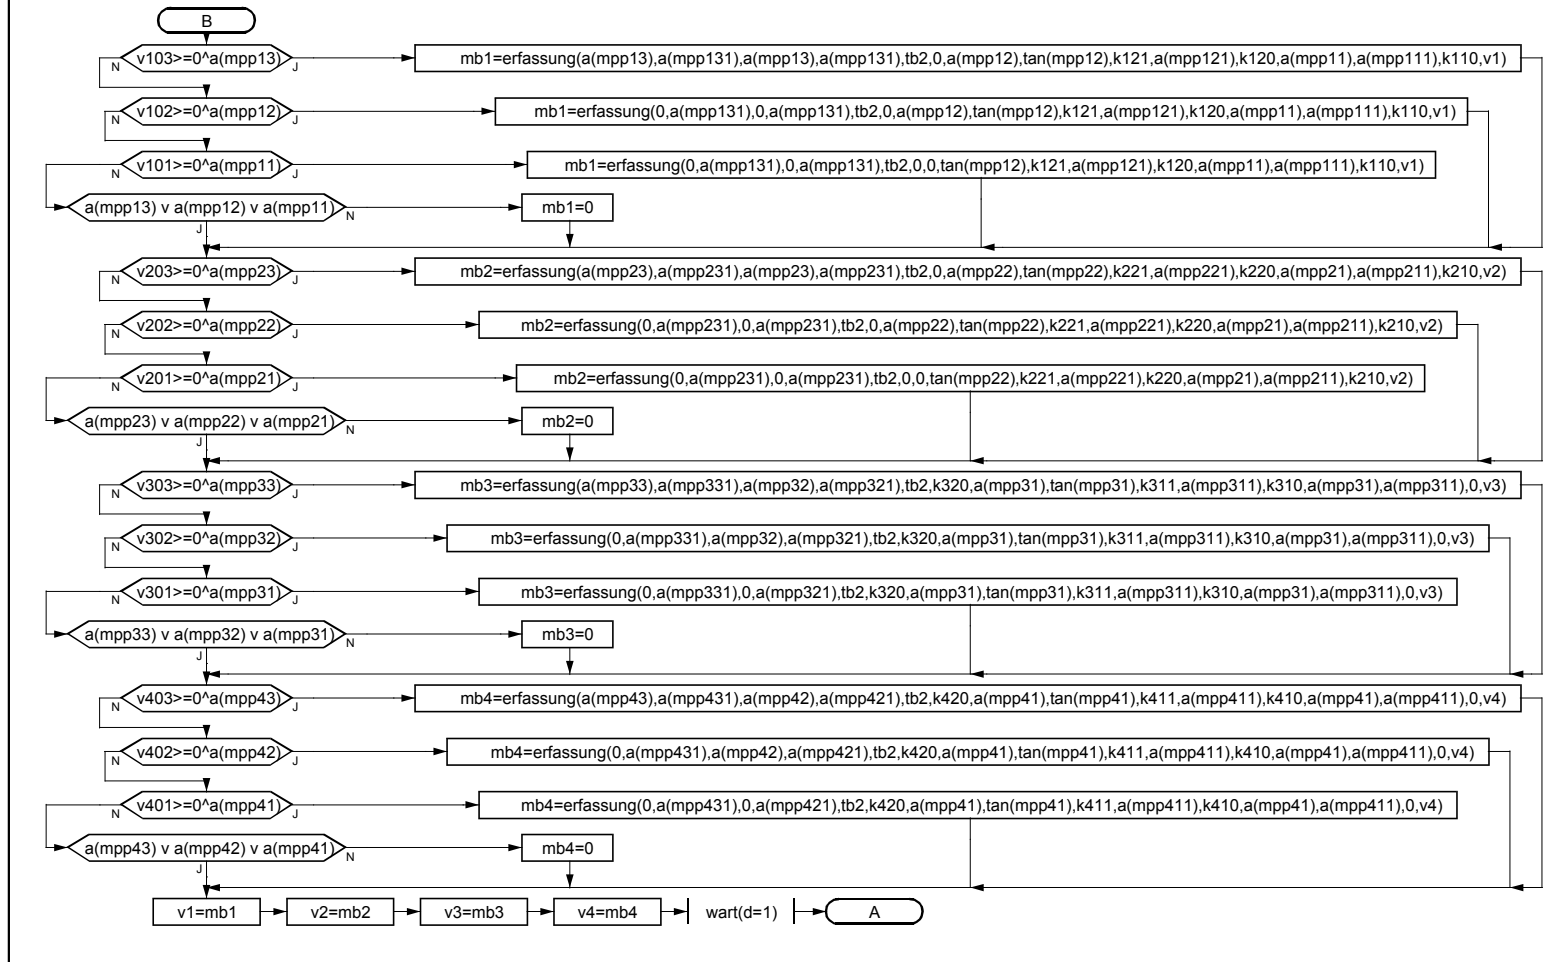 B
v103>=0^a(mpp13) N J mb1=erfassung(a(mpp13),a(mpp131),a(mpp13),a(mpp131),tb2,0,a(mpp12),tan(mpp12),k121,a(mpp121),k120,a(mpp11),a(mpp111),k110,v1)
v102>=0^a(mpp12) N J mb1=erfassung(0,a(mpp131),0,a(mpp131),tb2,0,a(mpp12),tan(mpp12),k121,a(mpp121),k120,a(mpp11),a(mpp111),k110,v1)
v101>=0^a(mpp11) N J mb1=erfassung(0,a(mpp131),0,a(mpp131),tb2,0,0,tan(mpp12),k121,a(mpp121),k120,a(mpp11),a(mpp111),k110,v1)
a(mpp13) v a(mpp12) v a(mpp11) N mb1=0
J
v203>=0^a(mpp23) N J mb2=erfassung(a(mpp23),a(mpp231),a(mpp23),a(mpp231),tb2,0,a(mpp22),tan(mpp22),k221,a(mpp221),k220,a(mpp21),a(mpp211),k210,v2)
v202>=0^a(mpp22) N J mb2=erfassung(0,a(mpp231),0,a(mpp231),tb2,0,a(mpp22),tan(mpp22),k221,a(mpp221),k220,a(mpp21),a(mpp211),k210,v2)
v201>=0^a(mpp21) N J mb2=erfassung(0,a(mpp231),0,a(mpp231),tb2,0,0,tan(mpp22),k221,a(mpp221),k220,a(mpp21),a(mpp211),k210,v2)
a(mpp23) v a(mpp22) v a(mpp21) N mb2=0
J
v303>=0^a(mpp33) N J mb3=erfassung(a(mpp33),a(mpp331),a(mpp32),a(mpp321),tb2,k320,a(mpp31),tan(mpp31),k311,a(mpp311),k310,a(mpp31),a(mpp311),0,v3)
v302>=0^a(mpp32) N J mb3=erfassung(0,a(mpp331),a(mpp32),a(mpp321),tb2,k320,a(mpp31),tan(mpp31),k311,a(mpp311),k310,a(mpp31),a(mpp311),0,v3)
v301>=0^a(mpp31) N J mb3=erfassung(0,a(mpp331),0,a(mpp321),tb2,k320,a(mpp31),tan(mpp31),k311,a(mpp311),k310,a(mpp31),a(mpp311),0,v3)
a(mpp33) v a(mpp32) v a(mpp31) N mb3=0
J
v403>=0^a(mpp43) N J mb4=erfassung(a(mpp43),a(mpp431),a(mpp42),a(mpp421),tb2,k420,a(mpp41),tan(mpp41),k411,a(mpp411),k410,a(mpp41),a(mpp411),0,v4)
v402>=0^a(mpp42) N J mb4=erfassung(0,a(mpp431),a(mpp42),a(mpp421),tb2,k420,a(mpp41),tan(mpp41),k411,a(mpp411),k410,a(mpp41),a(mpp411),0,v4)
v401>=0^a(mpp41) N J mb4=erfassung(0,a(mpp431),0,a(mpp421),tb2,k420,a(mpp41),tan(mpp41),k411,a(mpp411),k410,a(mpp41),a(mpp411),0,v4)
a(mpp43) v a(mpp42) v a(mpp41) N mb4=0
J
v1=mb1 v2=mb2 v3=mb3 v4=mb4 wart(d=1) A